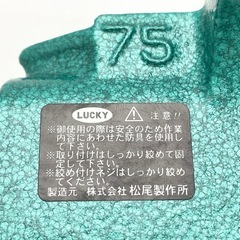 75
LUCKY ⚠注意!!
※御使用の際は安全のため作業
内容にあわせた防具を使用し
て下さい。
※取り付けはしっかり絞めて固
定して下さい。
※絞め付けネジはしっかり絞め
て下さい。
製造元 株式会社 松尾製作所